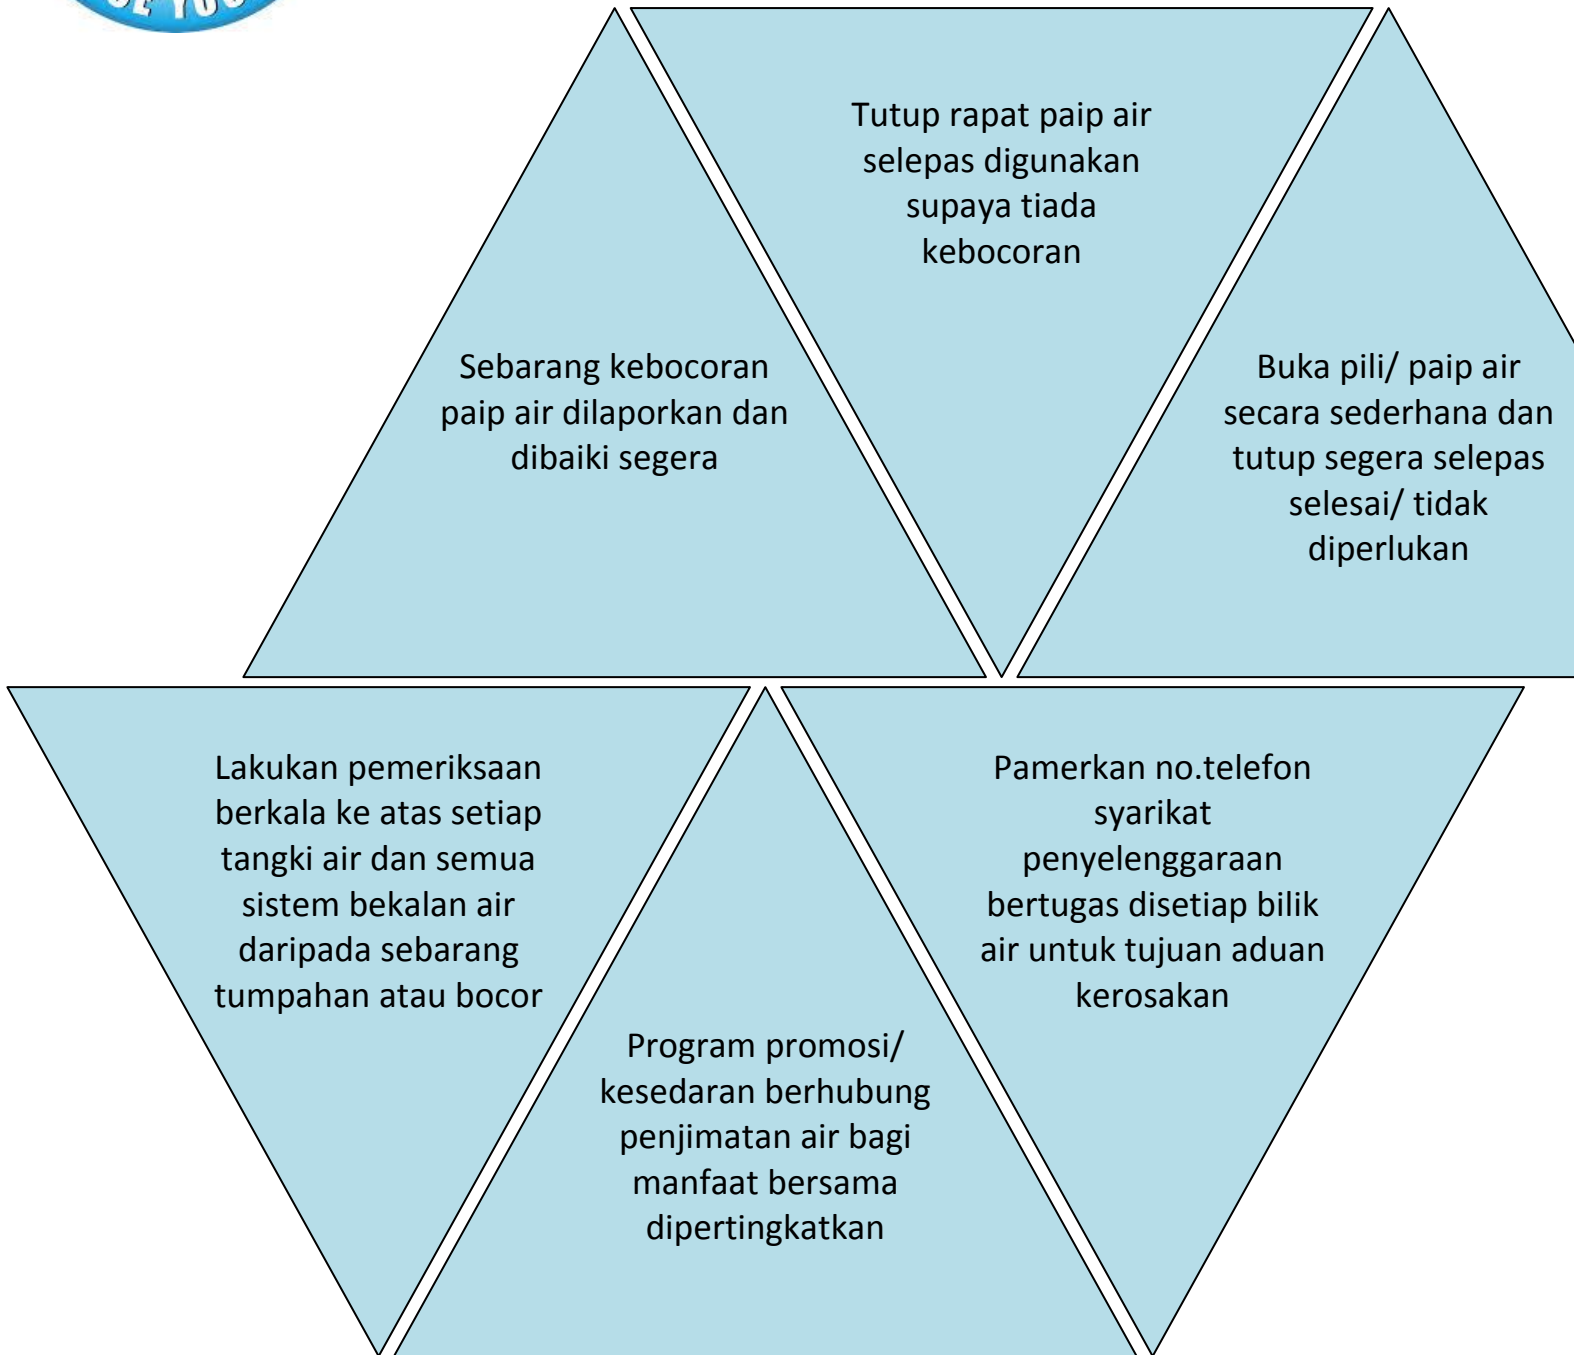 Tutup rapat paip air
selepas digunakan
supaya tiada
kebocoran
Sebarang kebocoran
paip air dilaporkan dan
dibaiki segera
Buka pili/ paip air
secara sederhana dan
tutup segera selepas
selesai/ tidak
diperlukan
Lakukan pemeriksaan
berkala ke atas setiap
tangki air dan semua
sistem bekalan air
daripada sebarang
tumpahan atau bocor
Program promosi/
kesedaran berhubung
penjimatan air bagi
manfaat bersama
dipertingkatkan
Pamerkan no.telefon
syarikat
penyelenggaraan
bertugas disetiap bilik
air untuk tujuan aduan
kerosakan